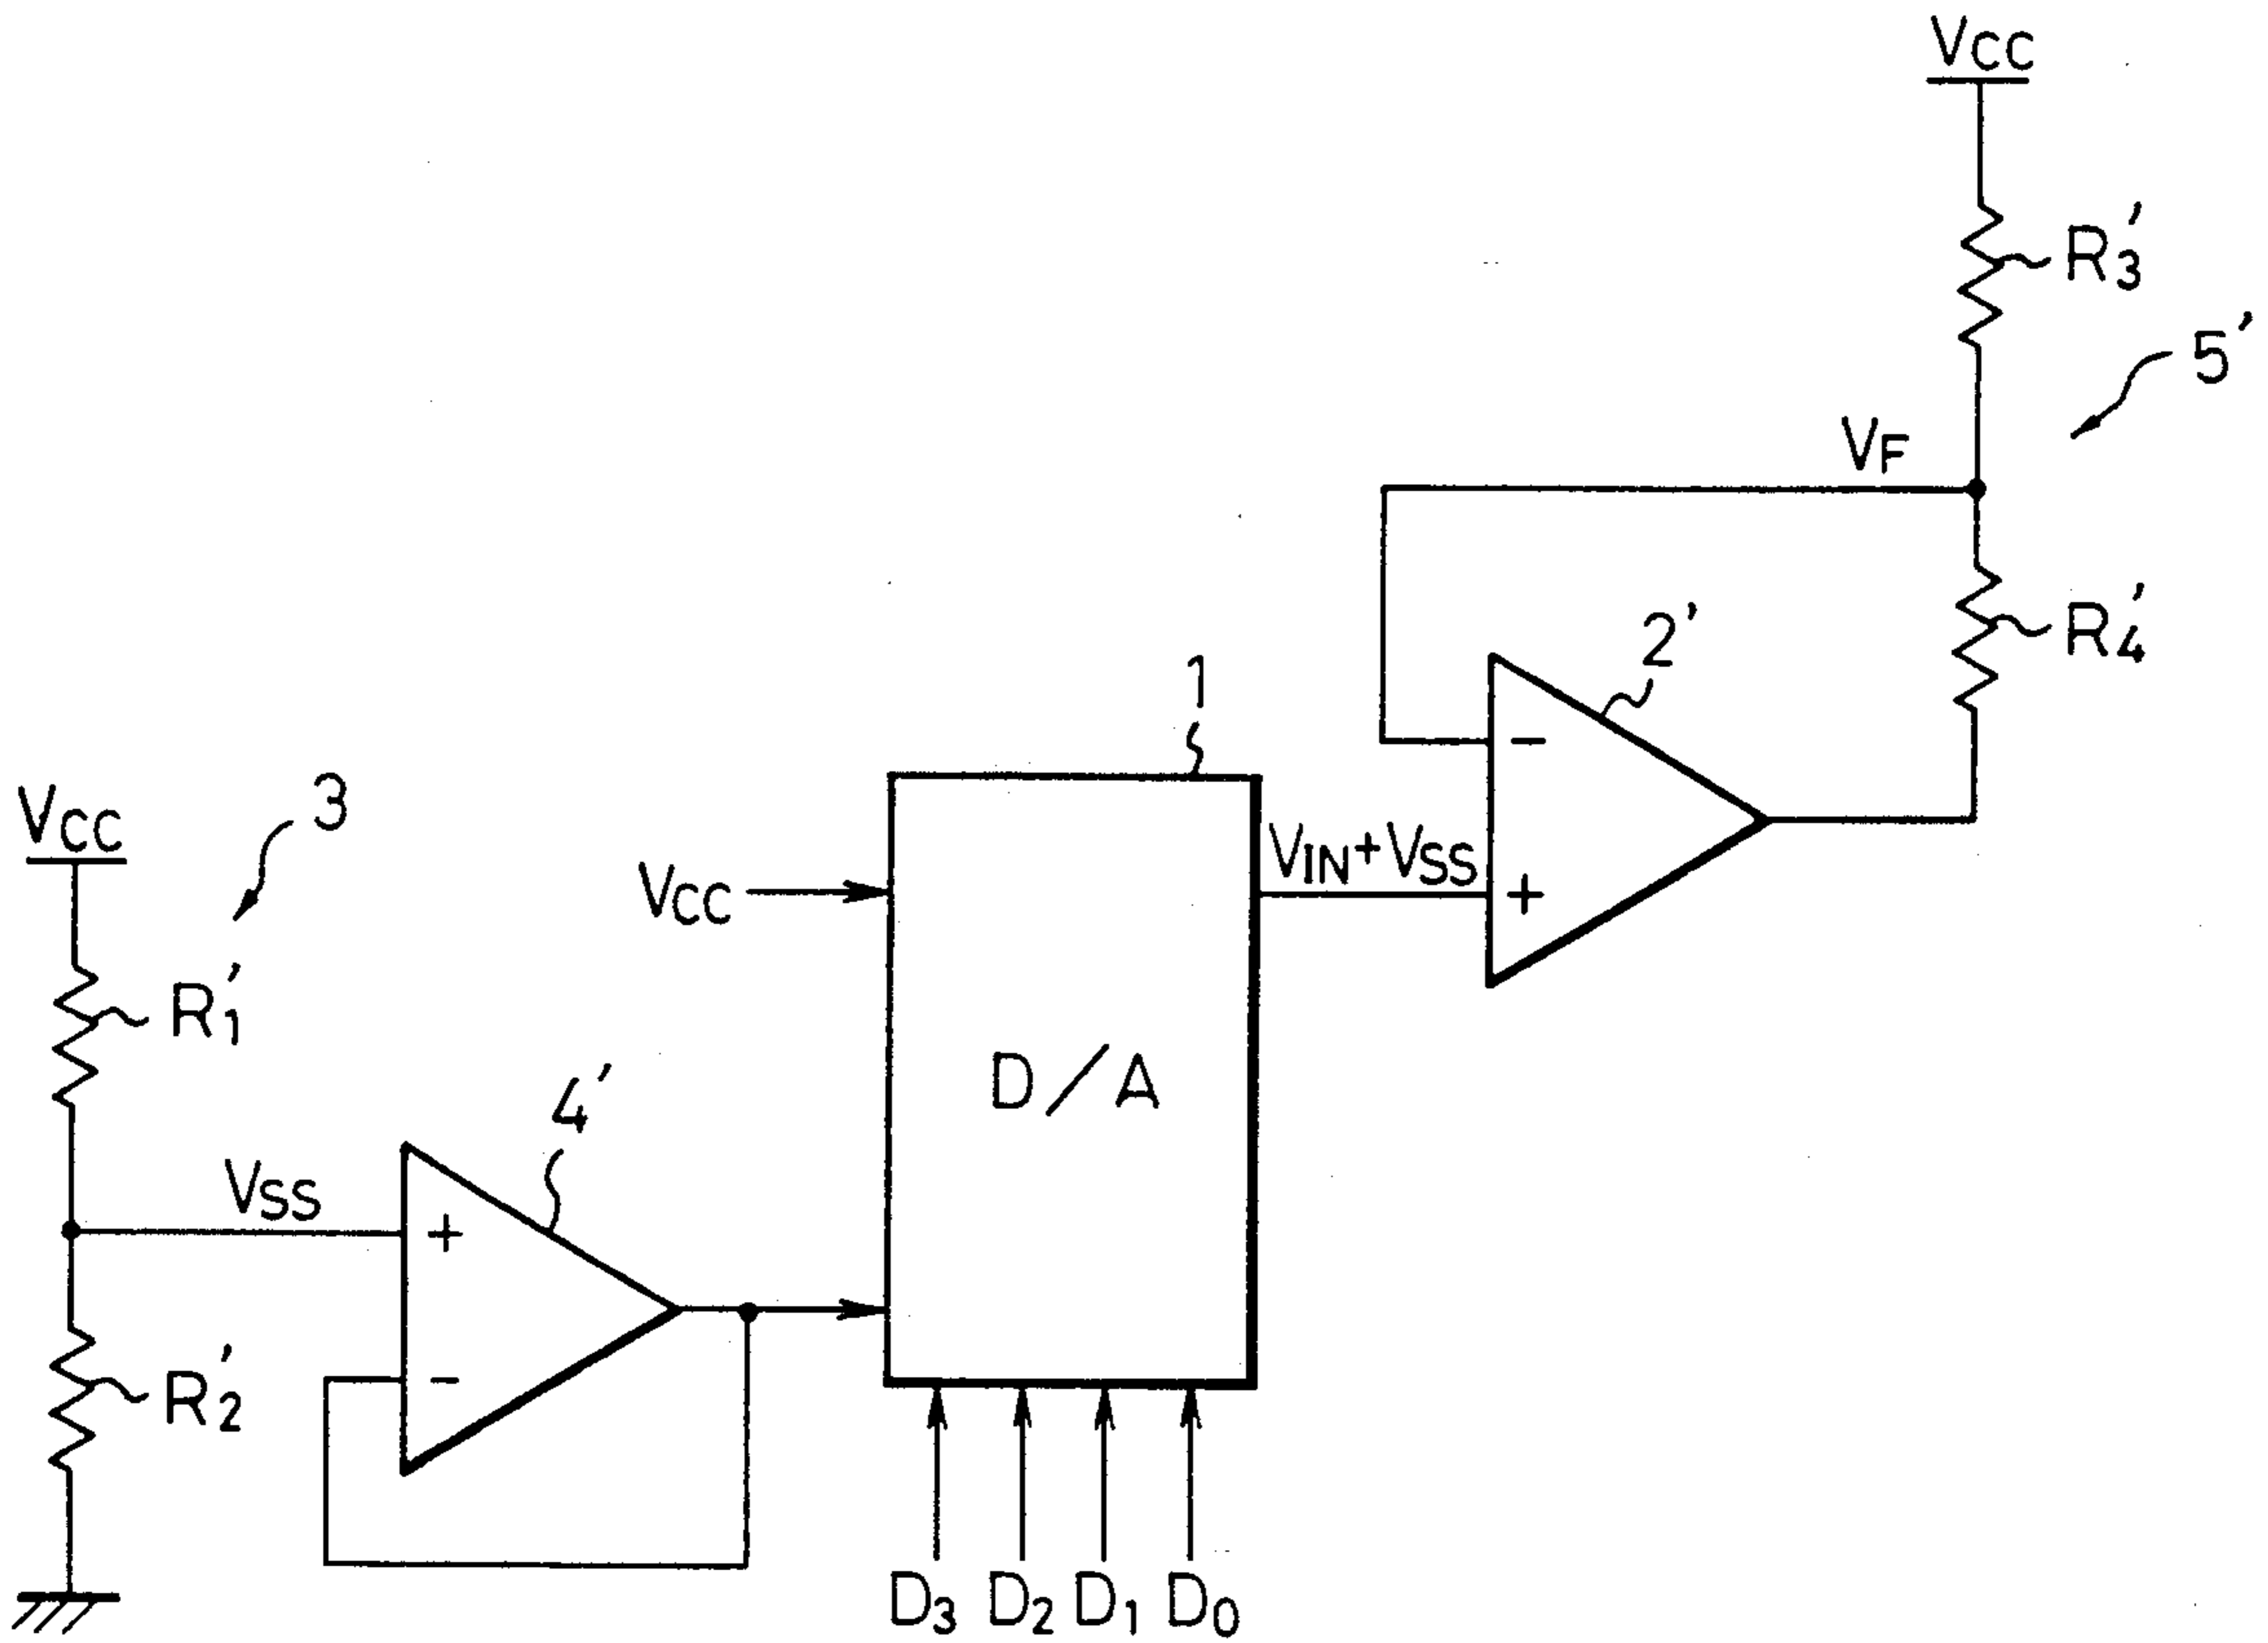 VCC
R3'
5'
VF
R4'
2'
1
VCC
3
VCC
VIN+VSS
-
+
R1'
D/A
4'
VSS
+
-
R2'
D3 D2 D1 D0